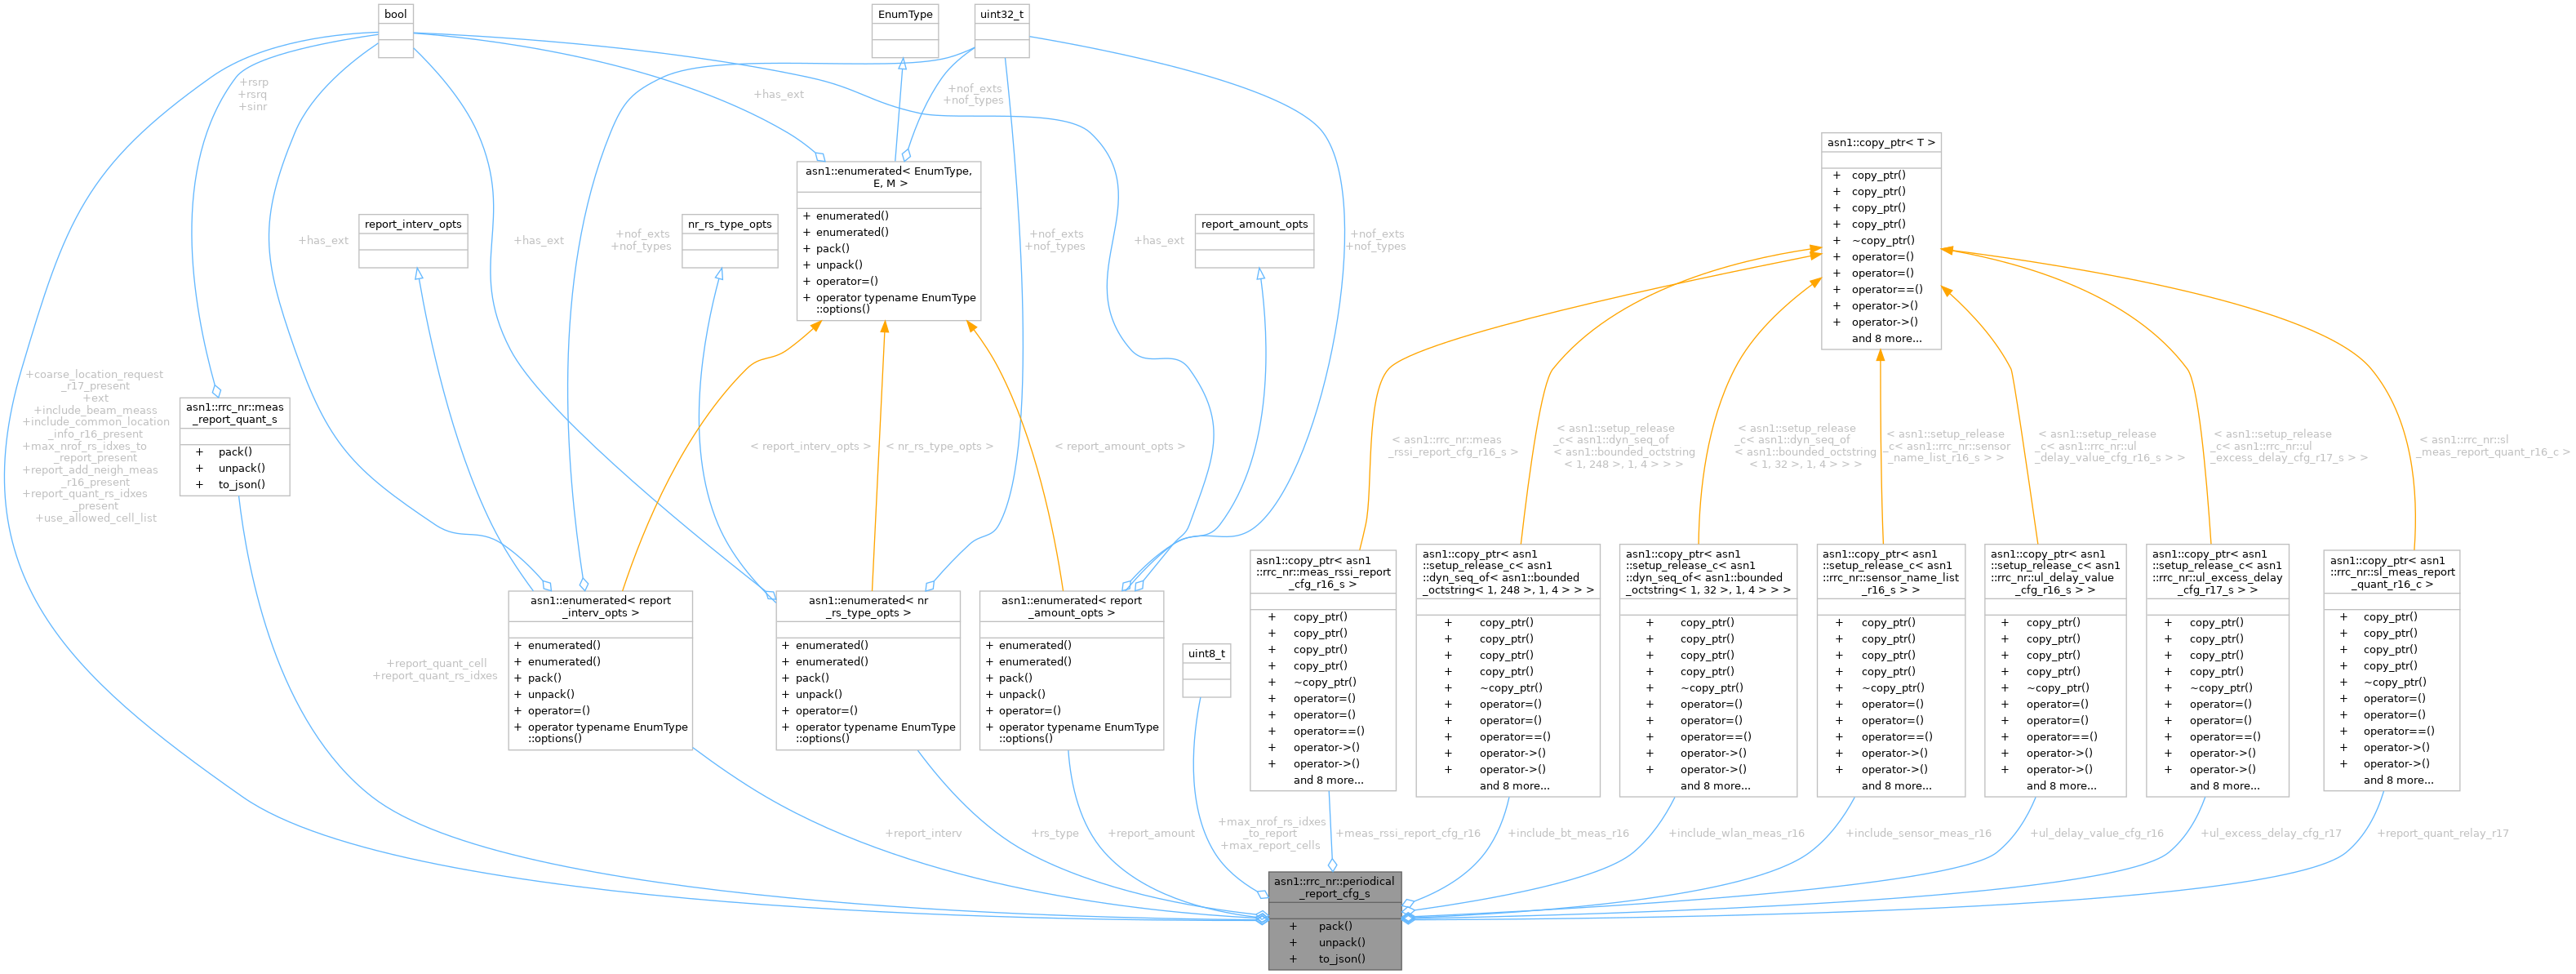 bool
EnumType
uint32_t
+rsrp
+rsrq
+sinr
+has_ext
+nof_exts
+nof_types
asn1::copy_ptr< T >
+ copy_ptr()
+ copy_ptr()
+ copy_ptr()
+ copy_ptr()
+ ~copy_ptr()
+ operator=()
+ operator=()
+ operator==()
+ operator->()
+ operator->()
and 8 more...
asn1::enumerated< EnumType,
E, M >
+ enumerated()
+ enumerated()
+ pack()
+ unpack()
+ operator=()
+ operator typename EnumType
::options()
report_interv_opts
nr_rs_type_opts
report_amount_opts
+has_ext
+has_ext
+nof_exts
+nof_types
+nof_exts
+nof_types
+has_ext
+nof_exts
+nof_types
+coarse_location_request
_r17_present
+ext
+include_beam_meass
+include_common_location
_info_r16_present
+max_nrof_rs_idxes_to
_report_present
+report_add_neigh_meas
_r16_present
+report_quant_rs_idxes
_present
+use_allowed_cell_list
asn1::rrc_nr::meas
_report_quant_s
+ pack()
+ unpack()
+ to_json()
< report_interv_opts >
< nr_rs_type_opts >
< report_amount_opts >
< asn1::rrc_nr::meas
_rssi_report_cfg_r16_s >
< asn1::setup_release
_c< asn1::dyn_seq_of
< asn1::bounded_octstring
< 1, 248 >, 1, 4 > > >
< asn1::setup_release
_c< asn1::dyn_seq_of
< asn1::bounded_octstring
< 1, 32 >, 1, 4 > > >
< asn1::setup_release
_c< asn1::rrc_nr::sensor
_name_list_r16_s > >
< asn1::setup_release
_c< asn1::rrc_nr::ul
_delay_value_cfg_r16_s > >
< asn1::setup_release
_c< asn1::rrc_nr::ul
_excess_delay_cfg_r17_s > >
< asn1::rrc_nr::sl
_meas_report_quant_r16_c >
asn1::enumerated< report
_interv_opts >
+ enumerated()
+ enumerated()
+ pack()
+ unpack()
+ operator=()
+ operator typename EnumType
::options()
asn1::enumerated< nr
_rs_type_opts >
+ enumerated()
+ enumerated()
+ pack()
+ unpack()
+ operator=()
+ operator typename EnumType
::options()
asn1::enumerated< report
_amount_opts >
+ enumerated()
+ enumerated()
+ pack()
+ unpack()
+ operator=()
+ operator typename EnumType
::options()
uint8_t
asn1::copy_ptr< asn1
::rrc_nr::meas_rssi_report
_cfg_r16_s >
+ copy_ptr()
+ copy_ptr()
+ copy_ptr()
+ copy_ptr()
+ ~copy_ptr()
+ operator=()
+ operator=()
+ operator==()
+ operator->()
+ operator->()
and 8 more...
asn1::copy_ptr< asn1
::setup_release_c< asn1
::dyn_seq_of< asn1::bounded
_octstring< 1, 248 >, 1, 4 > > >
+ copy_ptr()
+ copy_ptr()
+ copy_ptr()
+ copy_ptr()
+ ~copy_ptr()
+ operator=()
+ operator=()
+ operator==()
+ operator->()
+ operator->()
and 8 more...
asn1::copy_ptr< asn1
::setup_release_c< asn1
::dyn_seq_of< asn1::bounded
_octstring< 1, 32 >, 1, 4 > > >
+ copy_ptr()
+ copy_ptr()
+ copy_ptr()
+ copy_ptr()
+ ~copy_ptr()
+ operator=()
+ operator=()
+ operator==()
+ operator->()
+ operator->()
and 8 more...
asn1::copy_ptr< asn1
::setup_release_c< asn1
::rrc_nr::sensor_name_list
_r16_s > >
+ copy_ptr()
+ copy_ptr()
+ copy_ptr()
+ copy_ptr()
+ ~copy_ptr()
+ operator=()
+ operator=()
+ operator==()
+ operator->()
+ operator->()
and 8 more...
asn1::copy_ptr< asn1
::setup_release_c< asn1
::rrc_nr::ul_delay_value
_cfg_r16_s > >
+ copy_ptr()
+ copy_ptr()
+ copy_ptr()
+ copy_ptr()
+ ~copy_ptr()
+ operator=()
+ operator=()
+ operator==()
+ operator->()
+ operator->()
and 8 more...
asn1::copy_ptr< asn1
::setup_release_c< asn1
::rrc_nr::ul_excess_delay
_cfg_r17_s > >
+ copy_ptr()
+ copy_ptr()
+ copy_ptr()
+ copy_ptr()
+ ~copy_ptr()
+ operator=()
+ operator=()
+ operator==()
+ operator->()
+ operator->()
and 8 more...
asn1::copy_ptr< asn1
::rrc_nr::sl_meas_report
_quant_r16_c >
+ copy_ptr()
+ copy_ptr()
+ copy_ptr()
+ copy_ptr()
+ ~copy_ptr()
+ operator=()
+ operator=()
+ operator==()
+ operator->()
+ operator->()
and 8 more...
+report_quant_cell
+report_quant_rs_idxes
+report_interv
+rs_type
+report_amount
+max_nrof_rs_idxes
_to_report
+max_report_cells
+meas_rssi_report_cfg_r16
+include_bt_meas_r16
+include_wlan_meas_r16
+include_sensor_meas_r16
+ul_delay_value_cfg_r16
+ul_excess_delay_cfg_r17
+report_quant_relay_r17
asn1::rrc_nr::periodical
_report_cfg_s
+ pack()
+ unpack()
+ to_json()